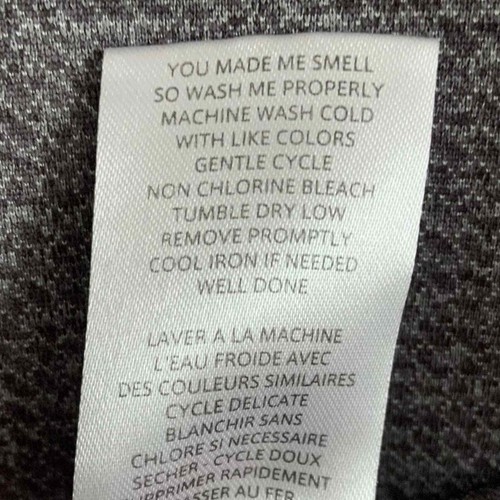 YOU MADE ME SMELL
SO WASH ME PROPERLY
MACHINE WASH COLD
WITH LIKE COLORS
GENTLE CYCLE
NON CHLORINE BLEACH
TUMBLE DRY LOW
REMOVE PROMPTLY
COOL IRON IF NEEDED
WELL DONE
LAVER A LA MACHINE
L'EAU FROIDE AVEC
DES COULEURS SIMILAIRES
CYCLE DELICATE
BLANCHIR SANS
CHLORE SI NECESSAIRE
SECHER, CYCLE DOUX
RAPIDEMENT
AU FER